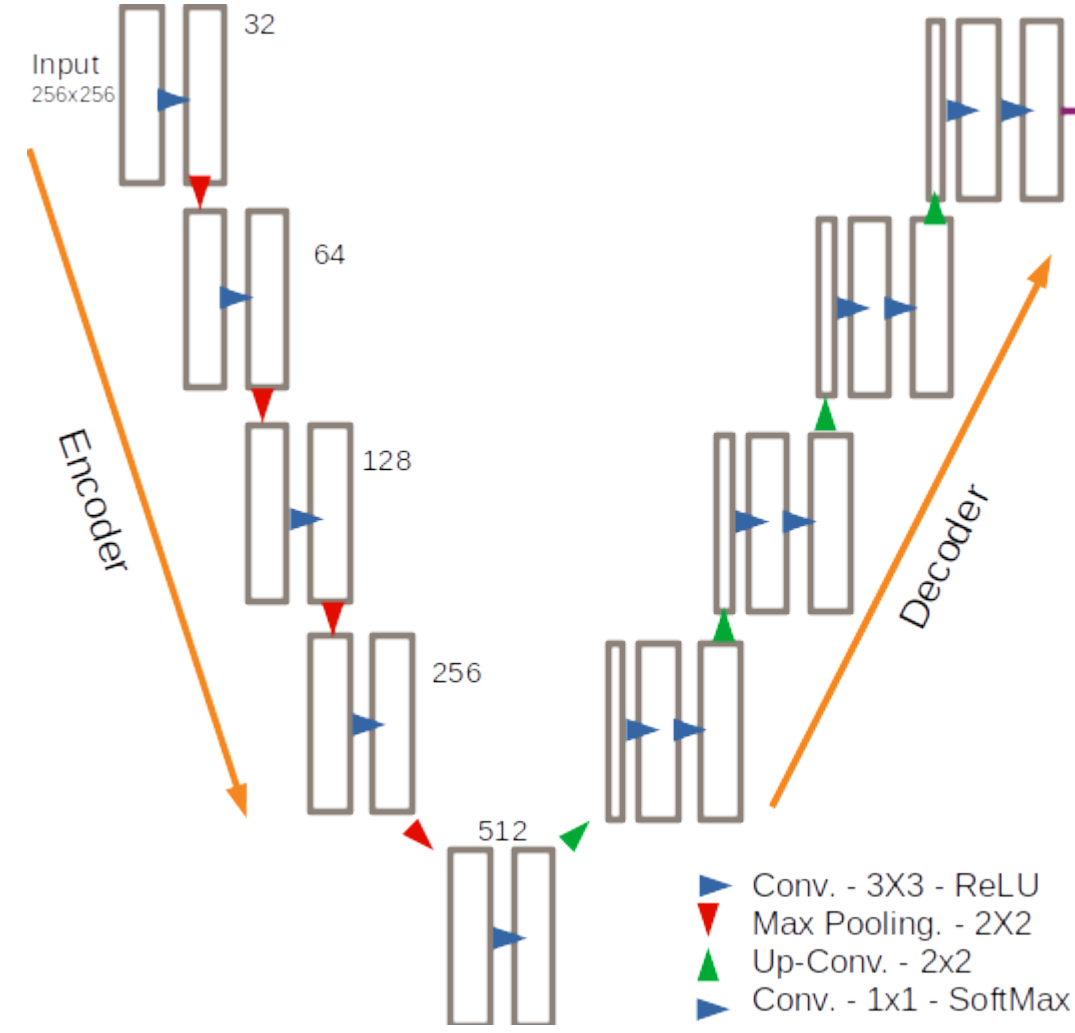 32
Input
256x256
64
128
Encoder
256
Decoder
512
Conv. - 3X3 - ReLU
Max Pooling. - 2X2
Up-Conv. - 2x2
Conv. - 1x1 - SoftMax